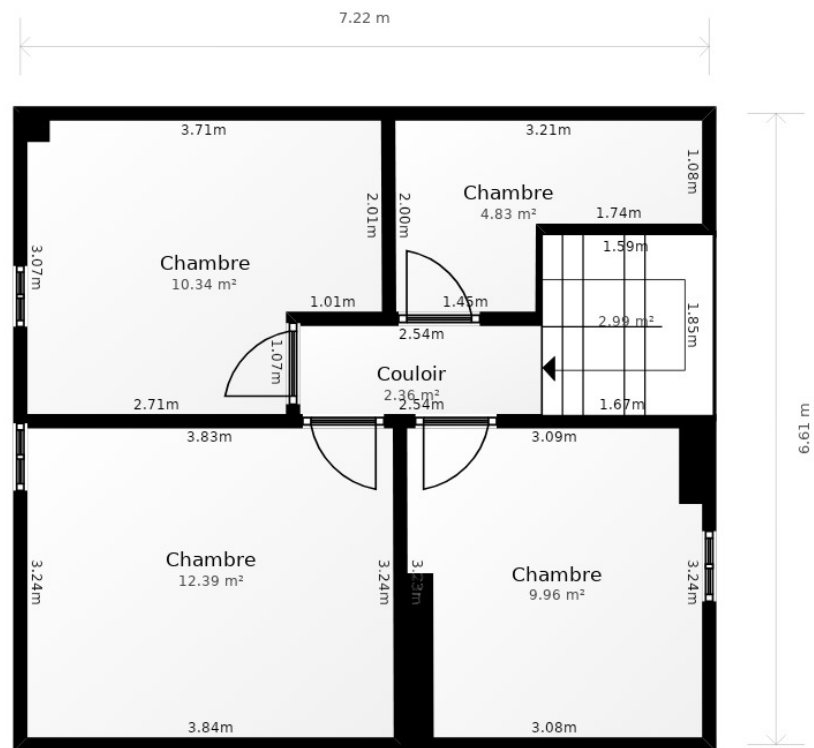 7.22 m
3.71m
3.21m
1.08m
Chambre
4.83 m²
2.01m
2.00m
1.74m
3.07m
Chambre
10.34 m²
1.59m
1.01m
1.45m
2.99 m²
1.85m
2.54m
1.07m
Couloir
2.36 m²
2.71m
2.54m
1.67m
6.61 m
3.83m
3.09m
Chambre
12.39 m²
3.24m
3.24m
3.23m
Chambre
9.96 m²
3.24m
3.84m
3.08m